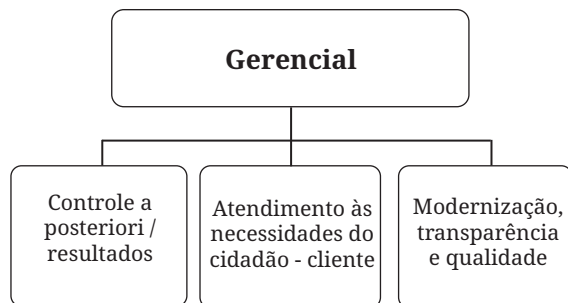 Gerencial
Controle a
posteriori /
resultados
Atendimento às
necessidades do
cidadão - cliente
Modernização,
transparência
e qualidade